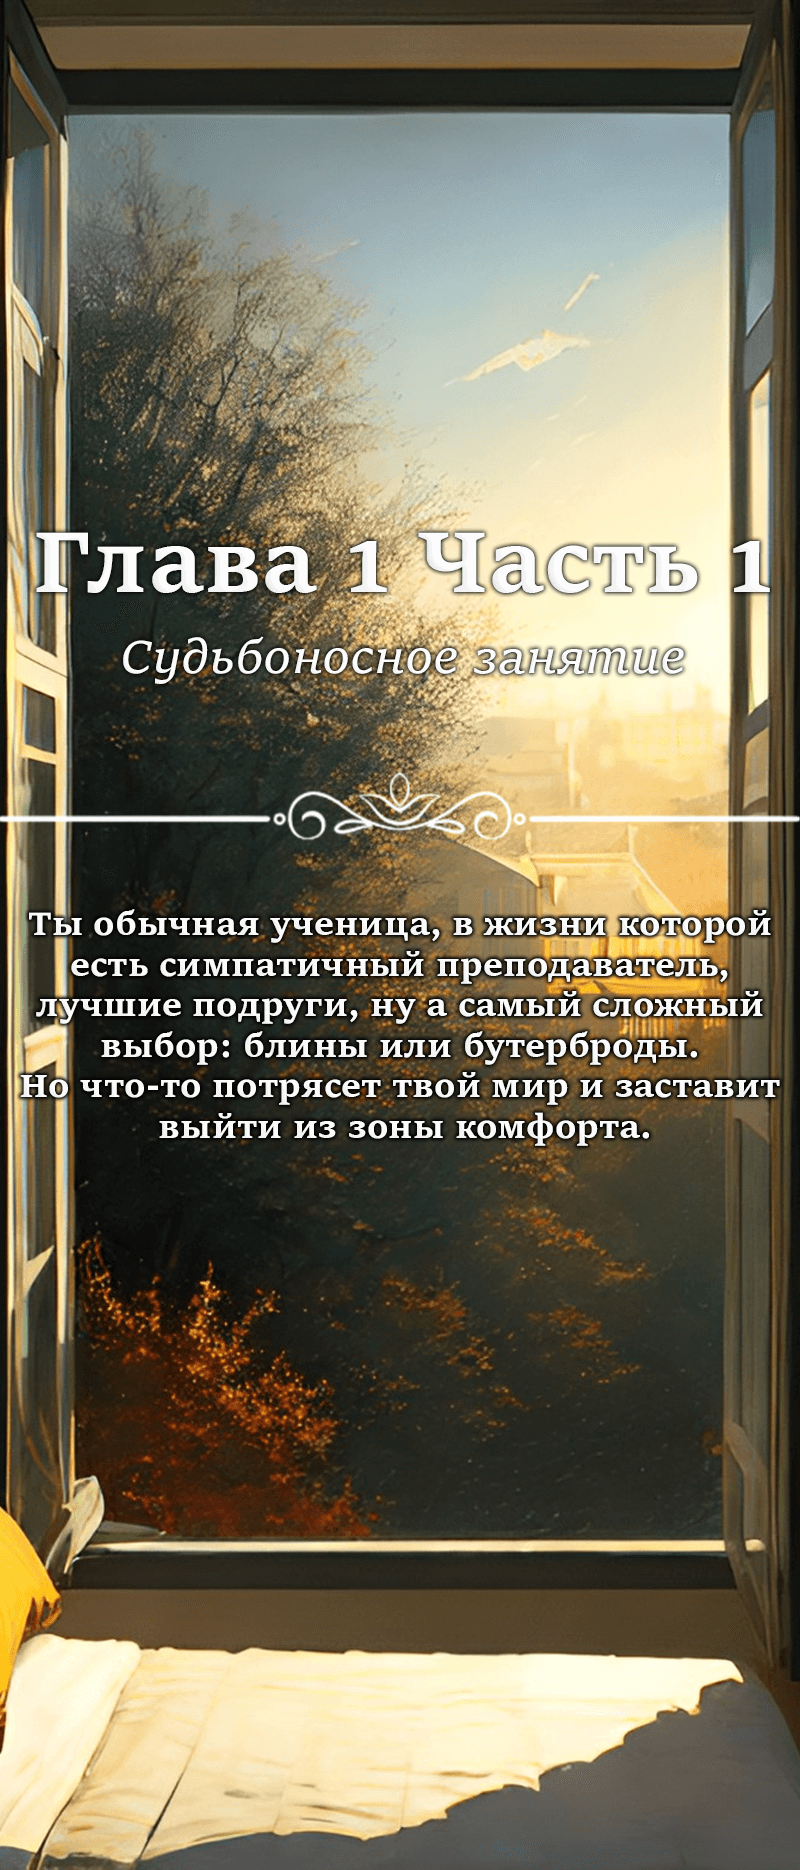 Глава 1 Часть 1
Судьбоносное занятие
Ты обычная ученица, в жизни которой
есть симпатичный преподаватель,
лучшие подруги, ну а самый сложный
выбор: блины или бутерброды.
Но что-то потрясет твой мир и заставит
выйти из зоны комфорта.